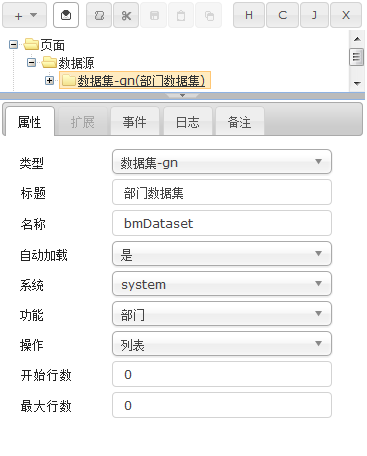 + H C J X
页面
数据源
数据集-gn(部门数据集)
属性 扩展 事件 日志 备注
类型 数据集-gn
标题 部门数据集
名称 bmDataset
自动加载 是
系统 system
功能 部门
操作 列表
开始行数 0
最大行数 0